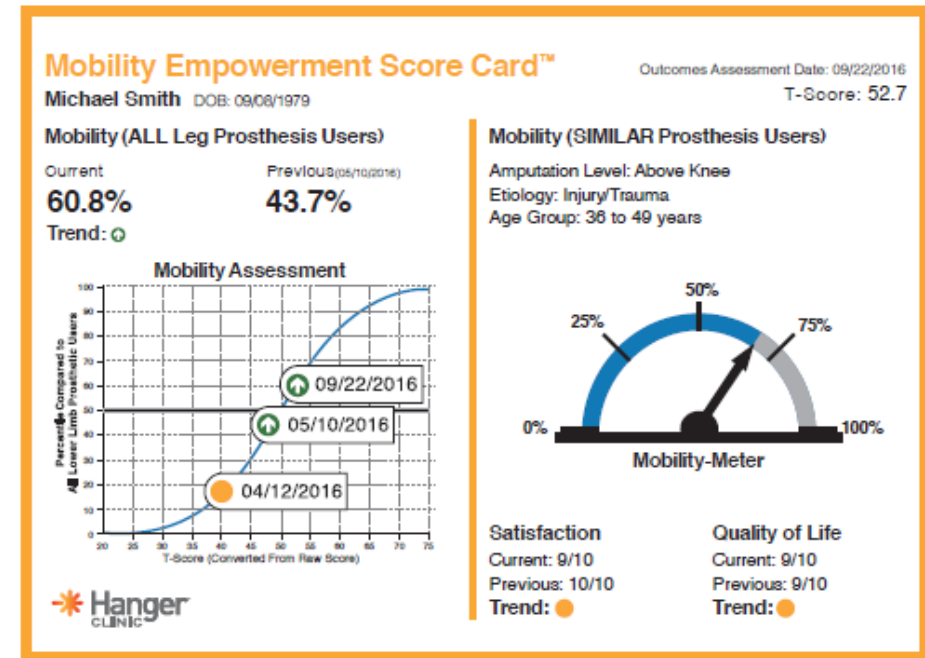 Mobility Empowerment Score Card™
Outcomes Assessment Date: 09/22/2016
Michael Smith DOB: 09/08/1979
T-Score: 52.7
Mobility (ALL Leg Prosthesis Users)
Current
Previous(05/10/2016)
60.8%
43.7%
Trend:
Mobility Assessment
Percentile Compared to
All Lower Limb Prosthetic Users
100
90
80
70
60
50
40
30
20
10
0
09/22/2016
05/10/2016
04/12/2016
20 25 30 35 40 45 50 55 60 65 70 75
T-Score (Converted From Raw Score)
Hanger
CLINIC
Mobility (SIMILAR Prosthesis Users)
Amputation Level: Above Knee
Etiology: Injury/Trauma
Age Group: 36 to 49 years
0%
25%
50%
75%
100%
Mobility-Meter
Satisfaction
Current: 9/10
Previous: 10/10
Trend:
Quality of Life
Current: 9/10
Previous: 9/10
Trend: